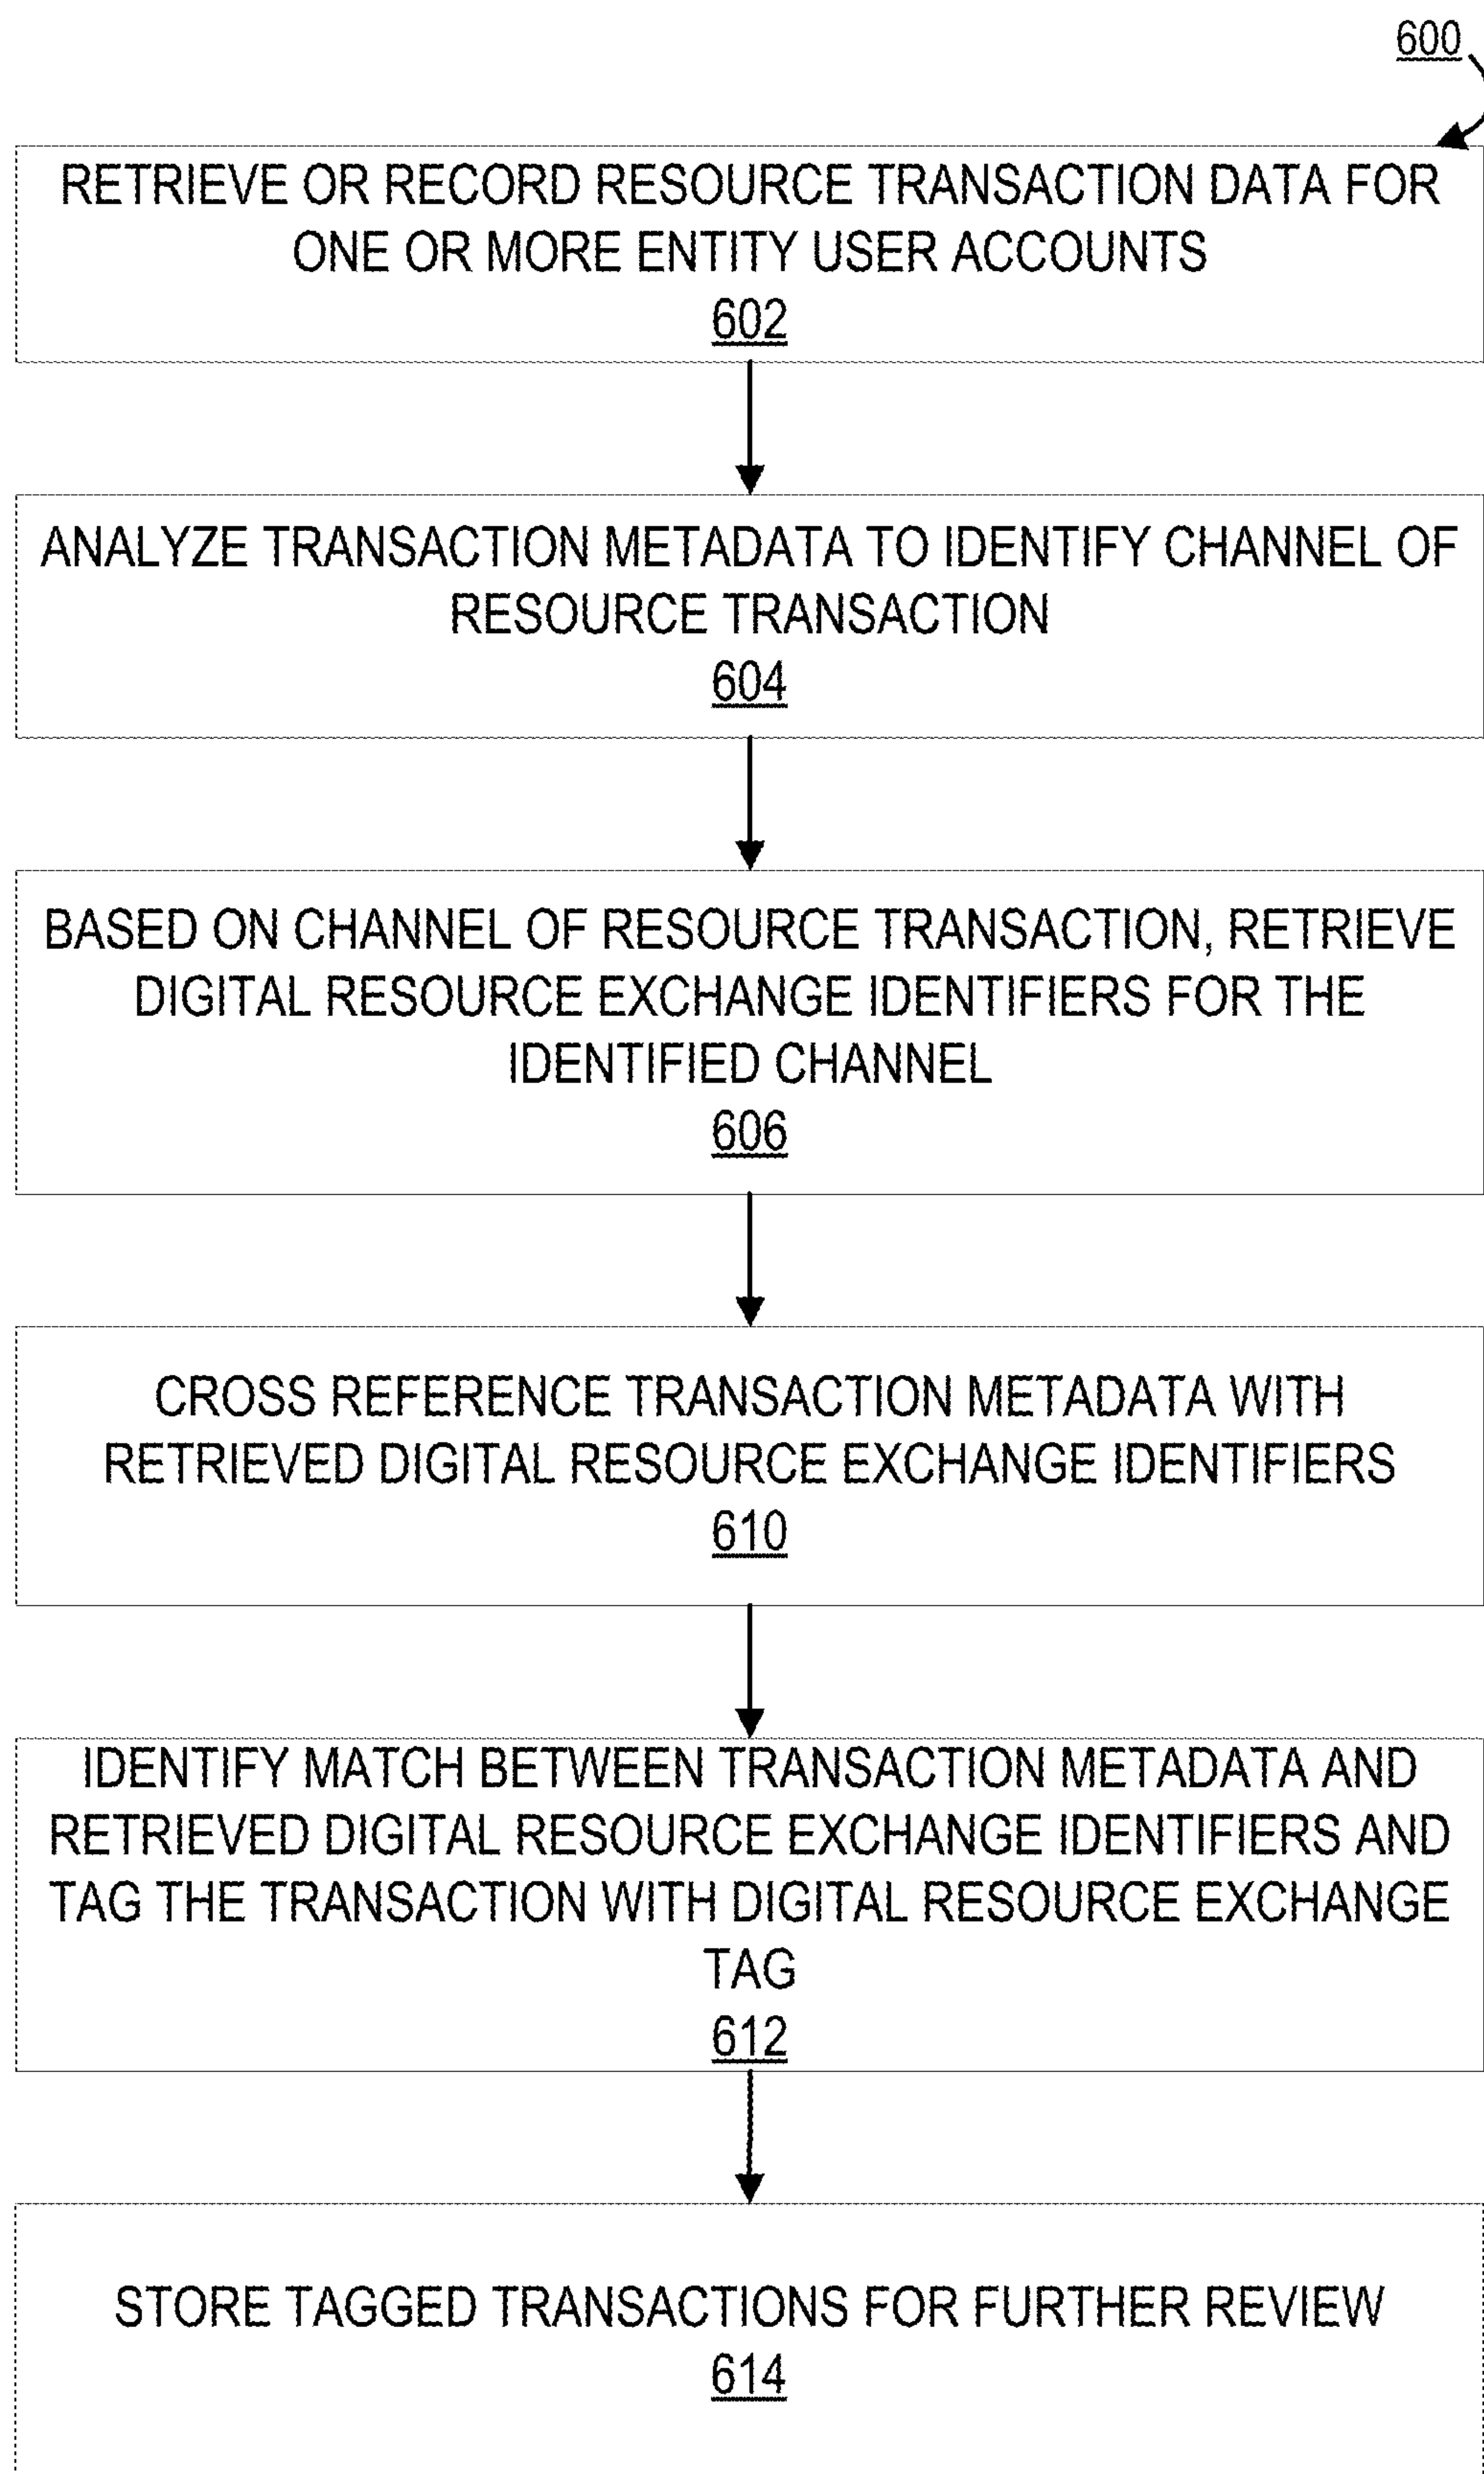 600
RETRIEVE OR RECORD RESOURCE TRANSACTION DATA FOR
ONE OR MORE ENTITY USER ACCOUNTS
602
ANALYZE TRANSACTION METADATA TO IDENTIFY CHANNEL OF
RESOURCE TRANSACTION
604
BASED ON CHANNEL OF RESOURCE TRANSACTION, RETRIEVE
DIGITAL RESOURCE EXCHANGE IDENTIFIERS FOR THE
IDENTIFIED CHANNEL
606
CROSS REFERENCE TRANSACTION METADATA WITH
RETRIEVED DIGITAL RESOURCE EXCHANGE IDENTIFIERS
610
IDENTIFY MATCH BETWEEN TRANSACTION METADATA AND
RETRIEVED DIGITAL RESOURCE EXCHANGE IDENTIFIERS AND
TAG THE TRANSACTION WITH DIGITAL RESOURCE EXCHANGE
TAG
612
STORE TAGGED TRANSACTIONS FOR FURTHER REVIEW
614